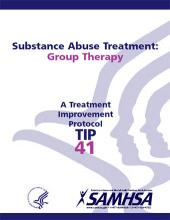 Substance Abuse Treatment:
Group Therapy
A Treatment
Improvement
Protocol
TIP
41
SAMHSA